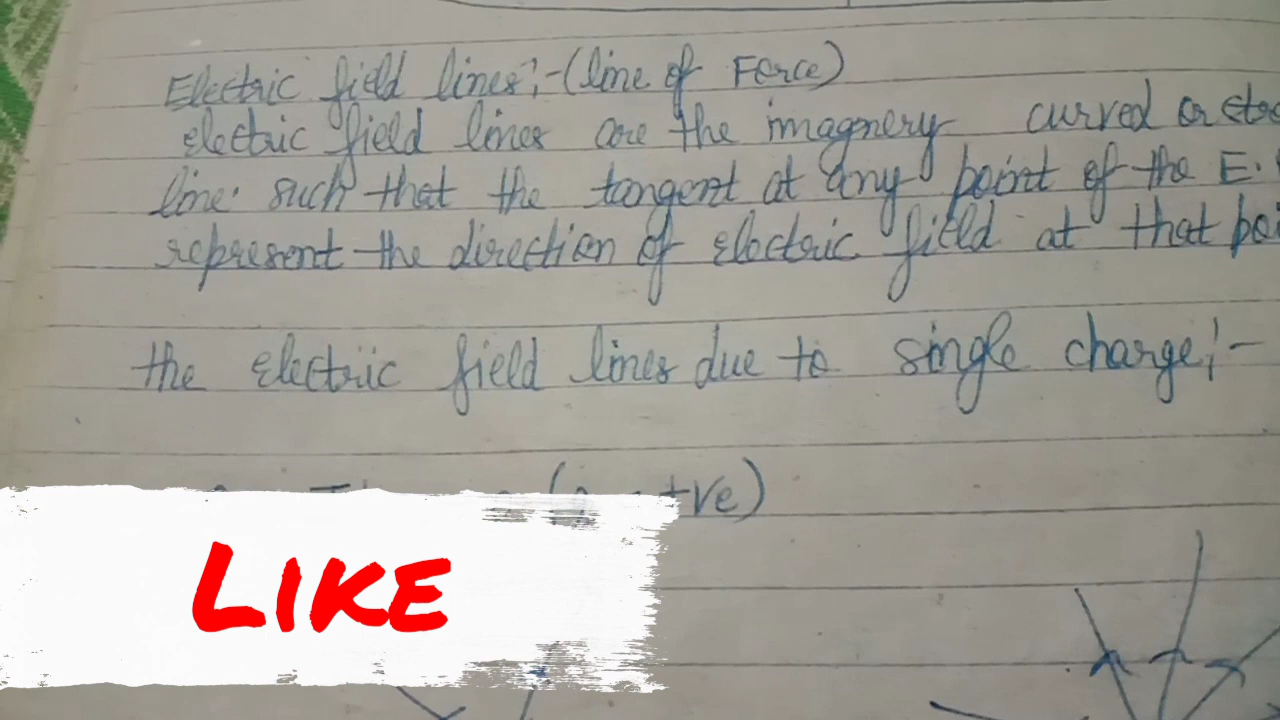 Electric field lines:-(line of Force)
electric field lines are the imagnery curved or
line. such that the tangent at any point of the E.
represent the direction of electric field at that
the electric field lines due to single charge:-
+ve)
LIKE